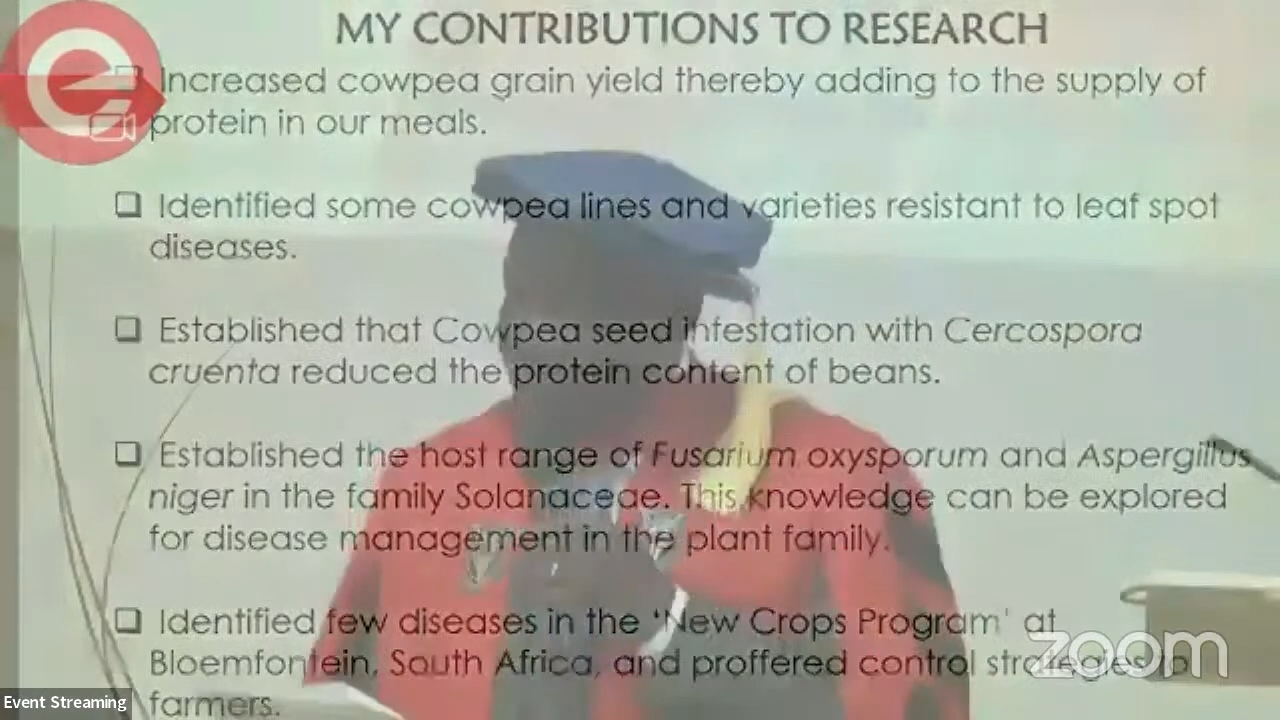 MY CONTRIBUTIONS TO RESEARCH
Increased cowpea grain yield thereby adding to the supply of
protein in our meals.
Identified some cowpea lines and varieties resistant to leaf spot
diseases.
Established that Cowpea seed infestation with Cercospora
cruenta reduced the protein content of beans.
Established the host range of Fusarium oxysporum and Aspergillus
niger in the family Solanaceae. This knowledge can be explored
for disease management in the plant family.
Identified few diseases in the ‘New Crops Program’ at
Bloemfontein, South Africa, and proffered control strategies to
farmers.
zoom
Event Streaming